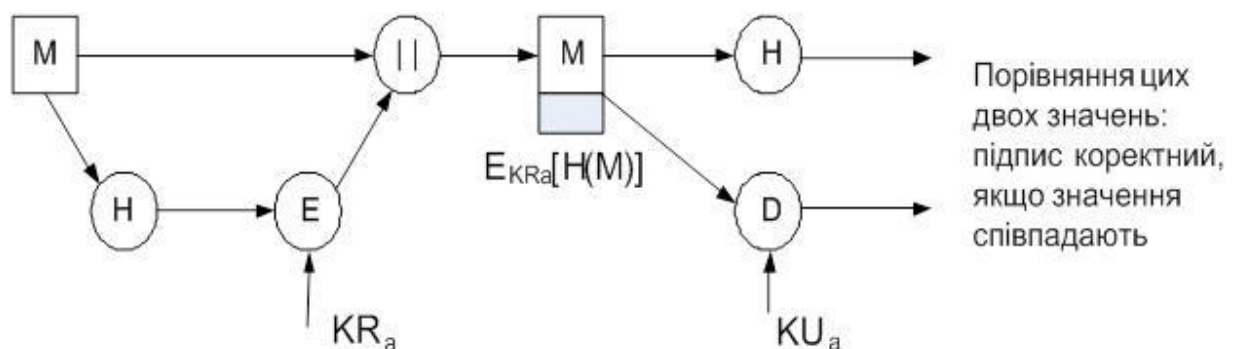 M
||
M
H
H
E
D
E_KRa[H(M)]
KR_a
KU_a
Порівняння цих
двох значень:
підпис коректний,
якщо значення
співпадають